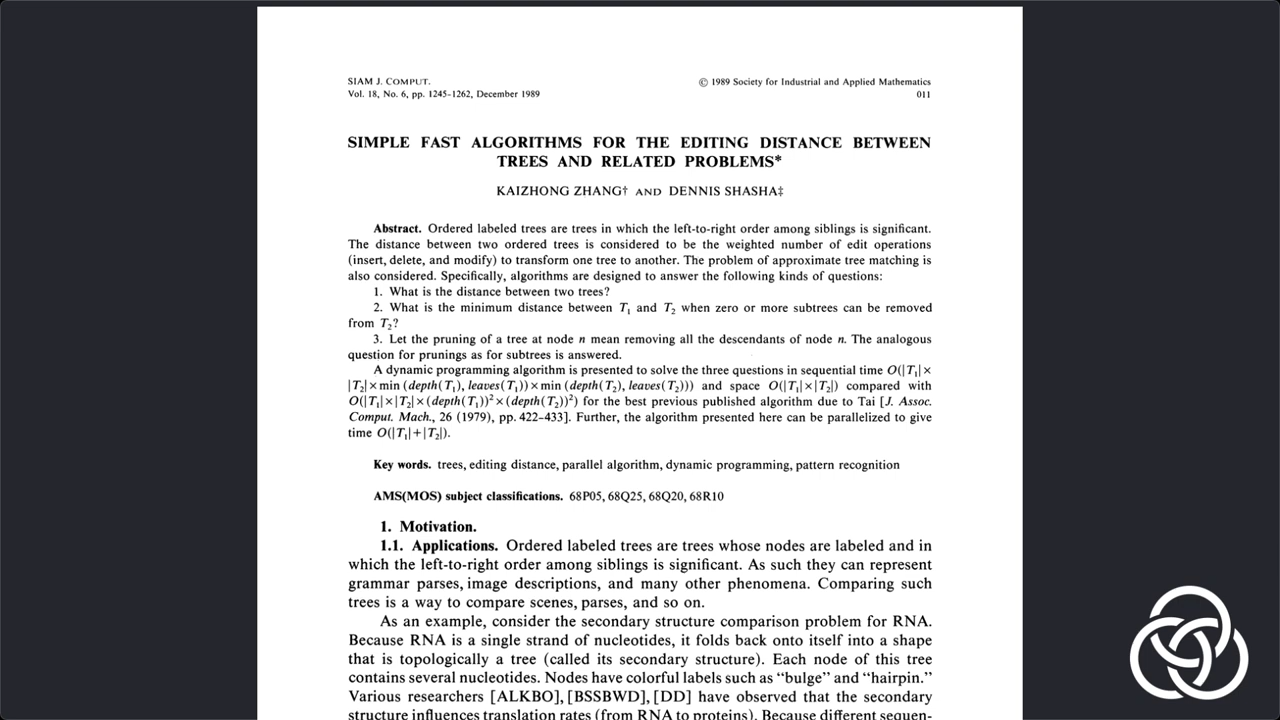 SIAM J. COMPUT.
Vol. 18, No. 6, pp. 1245–1262, December 1989
© 1989 Society for Industrial and Applied Mathematics
011
SIMPLE FAST ALGORITHMS FOR THE EDITING DISTANCE BETWEEN
TREES AND RELATED PROBLEMS*
KAIZHONG ZHANG† AND DENNIS SHASHA‡
Abstract. Ordered labeled trees are trees in which the left-to-right order among siblings is significant.
The distance between two ordered trees is considered to be the weighted number of edit operations
(insert, delete, and modify) to transform one tree to another. The problem of approximate tree matching is
also considered. Specifically, algorithms are designed to answer the following kinds of questions:
1. What is the distance between two trees?
2. What is the minimum distance between T₁ and T₂ when zero or more subtrees can be removed
from T₂?
3. Let the pruning of a tree at node n mean removing all the descendants of node n. The analogous
question for prunings as for subtrees is answered.
A dynamic programming algorithm is presented to solve the three questions in sequential time O(|T₁|×
|T₂|×min (depth(T₁), leaves(T₁))×min (depth(T₂), leaves(T₂))) and space O(|T₁|×|T₂|) compared with
O(|T₁|×|T₂|×(depth(T₁))²×(depth(T₂))²) for the best previous published algorithm due to Tai [J. Assoc.
Comput. Mach., 26 (1979), pp. 422–433]. Further, the algorithm presented here can be parallelized to give
time O(|T₁|+|T₂|).
Key words. trees, editing distance, parallel algorithm, dynamic programming, pattern recognition
AMS(MOS) subject classifications. 68P05, 68Q25, 68Q20, 68R10
1. Motivation.
1.1. Applications. Ordered labeled trees are trees whose nodes are labeled and in
which the left-to-right order among siblings is significant. As such they can represent
grammar parses, image descriptions, and many other phenomena. Comparing such
trees is a way to compare scenes, parses, and so on.
As an example, consider the secondary structure comparison problem for RNA.
Because RNA is a single strand of nucleotides, it folds back onto itself into a shape
that is topologically a tree (called its secondary structure). Each node of this tree
contains several nucleotides. Nodes have colorful labels such as “bulge” and “hairpin.”
Various researchers [ALKBO], [BSSBWD], [DD] have observed that the secondary
structure influences translation rates (from RNA to proteins). Because different sequen-